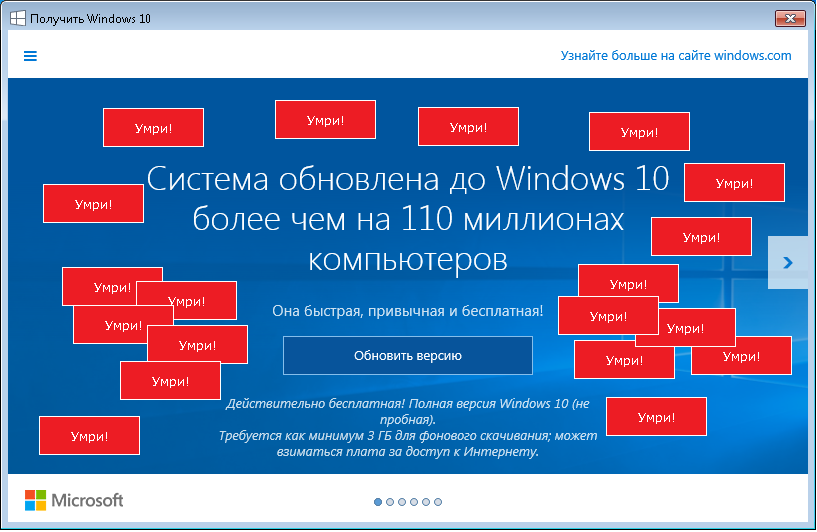 Получить Windows 10
Узнайте больше на сайте windows.com
Умри!
Умри!
Умри!
Умри!
Система обновлена до Windows 10
Умри!
Умри!
более чем на 110 миллионах
Умри!
компьютеров
Умри!
Умри!
Умри!
Она быстрая, привычная и бесплатная!
Умри!
Умри!
Умри!
Умри!
Обновить версию
Умри!
Умри!
Умри!
Действительно бесплатная! Полная версия Windows 10 (не
пробная).
Умри!
Умри!
Требуется как минимум 3 ГБ для фонового скачивания; может
взиматься плата за доступ к Интернету.
Microsoft